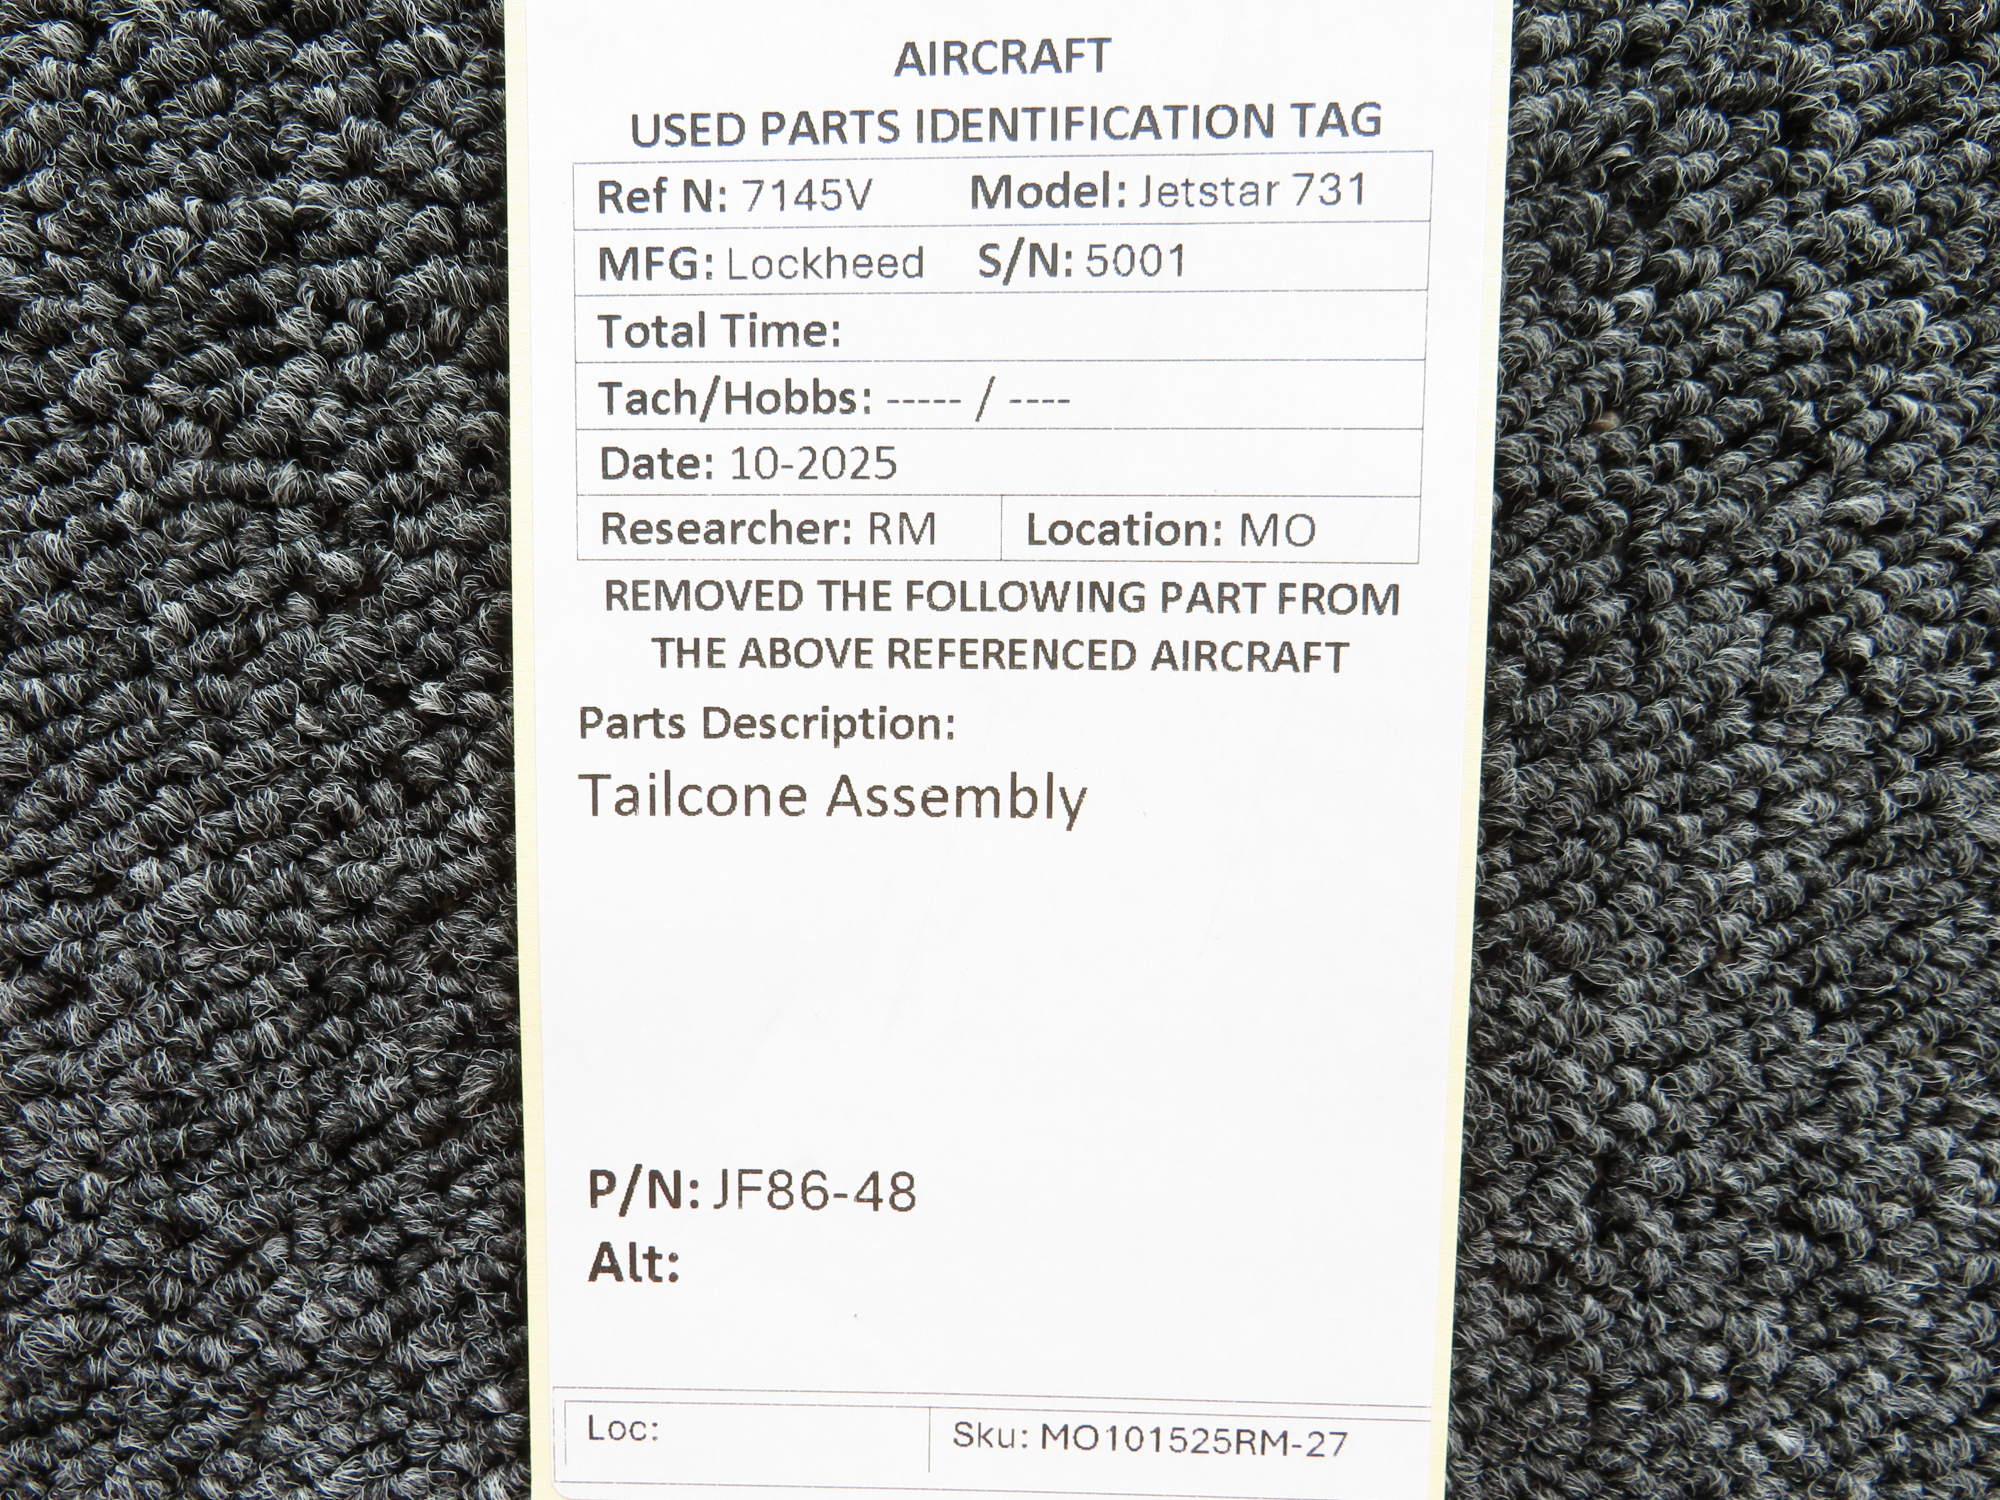 AIRCRAFT
USED PARTS IDENTIFICATION TAG
Ref N: 7145V Model: Jetstar 731
MFG: Lockheed S/N: 5001
Total Time:
Tach/Hobbs: ----- / ----
Date: 10-2025
Researcher: RM Location: MO
REMOVED THE FOLLOWING PART FROM
THE ABOVE REFERENCED AIRCRAFT
Parts Description:
Tailcone Assembly
P/N: JF86-48
Alt:
Loc: Sku: MO101525RM-27